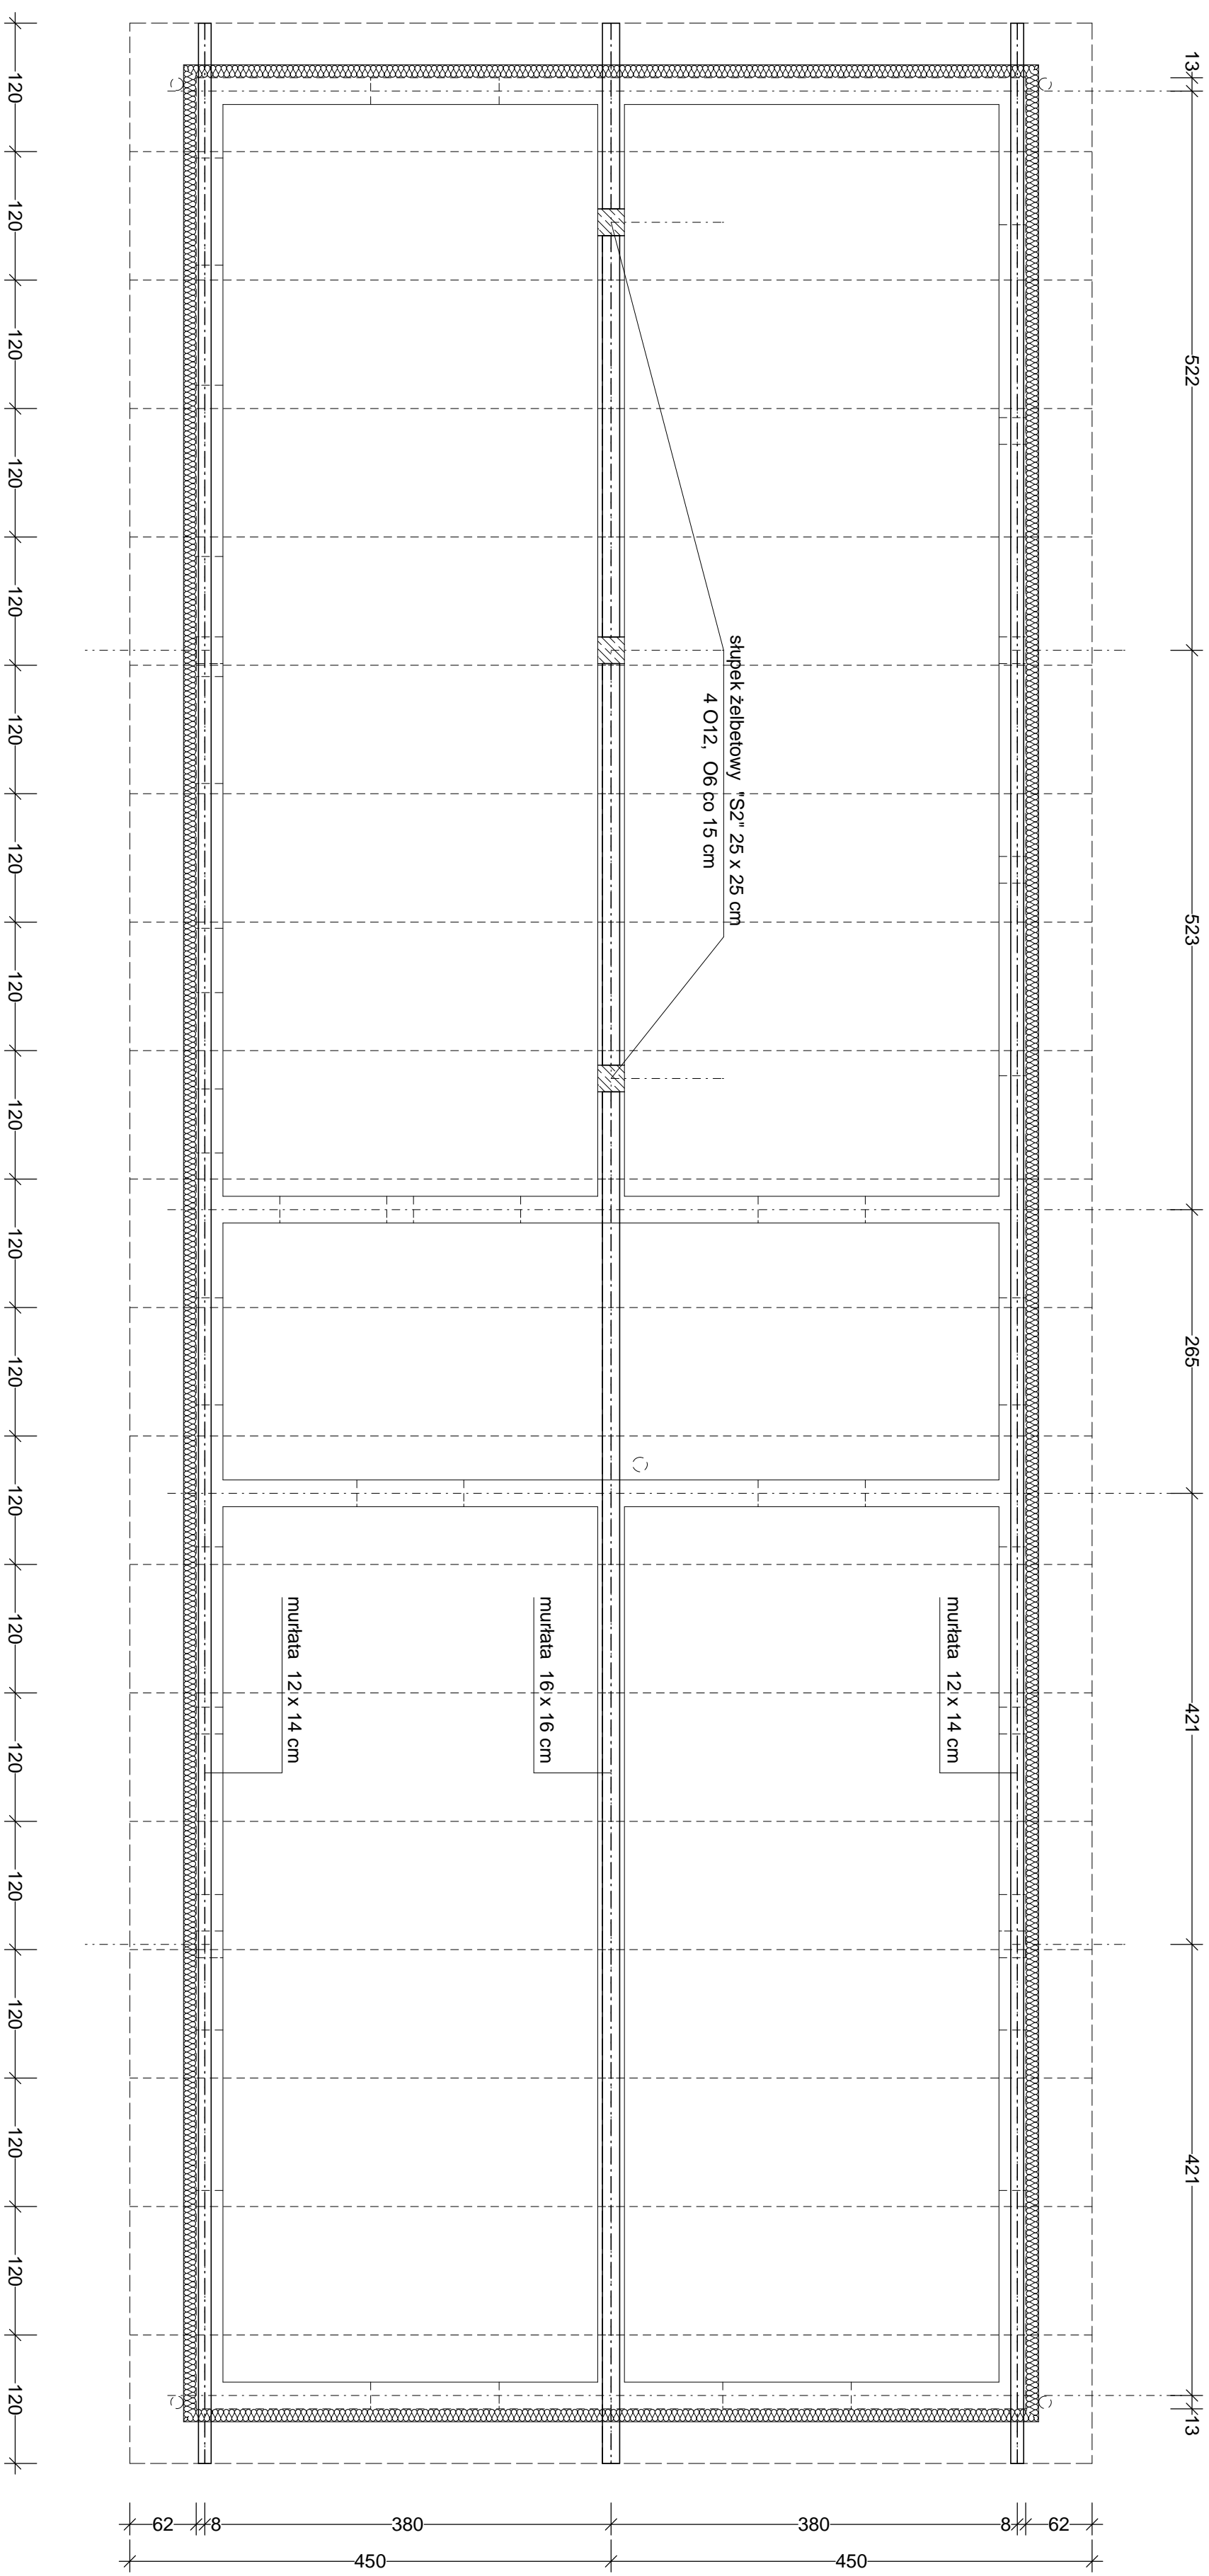 13 522 523 265 421 421 13
murłata 12 x 14 cm
słupek żelbetowy "S2" 25 x 25 cm
4 O12, O6 co 15 cm
murłata 16 x 16 cm
murłata 12 x 14 cm
120 120 120 120 120 120 120 120 120 120 120 120 120 120 120 120 120 120 120
62 8 380 380 8 62
450 450